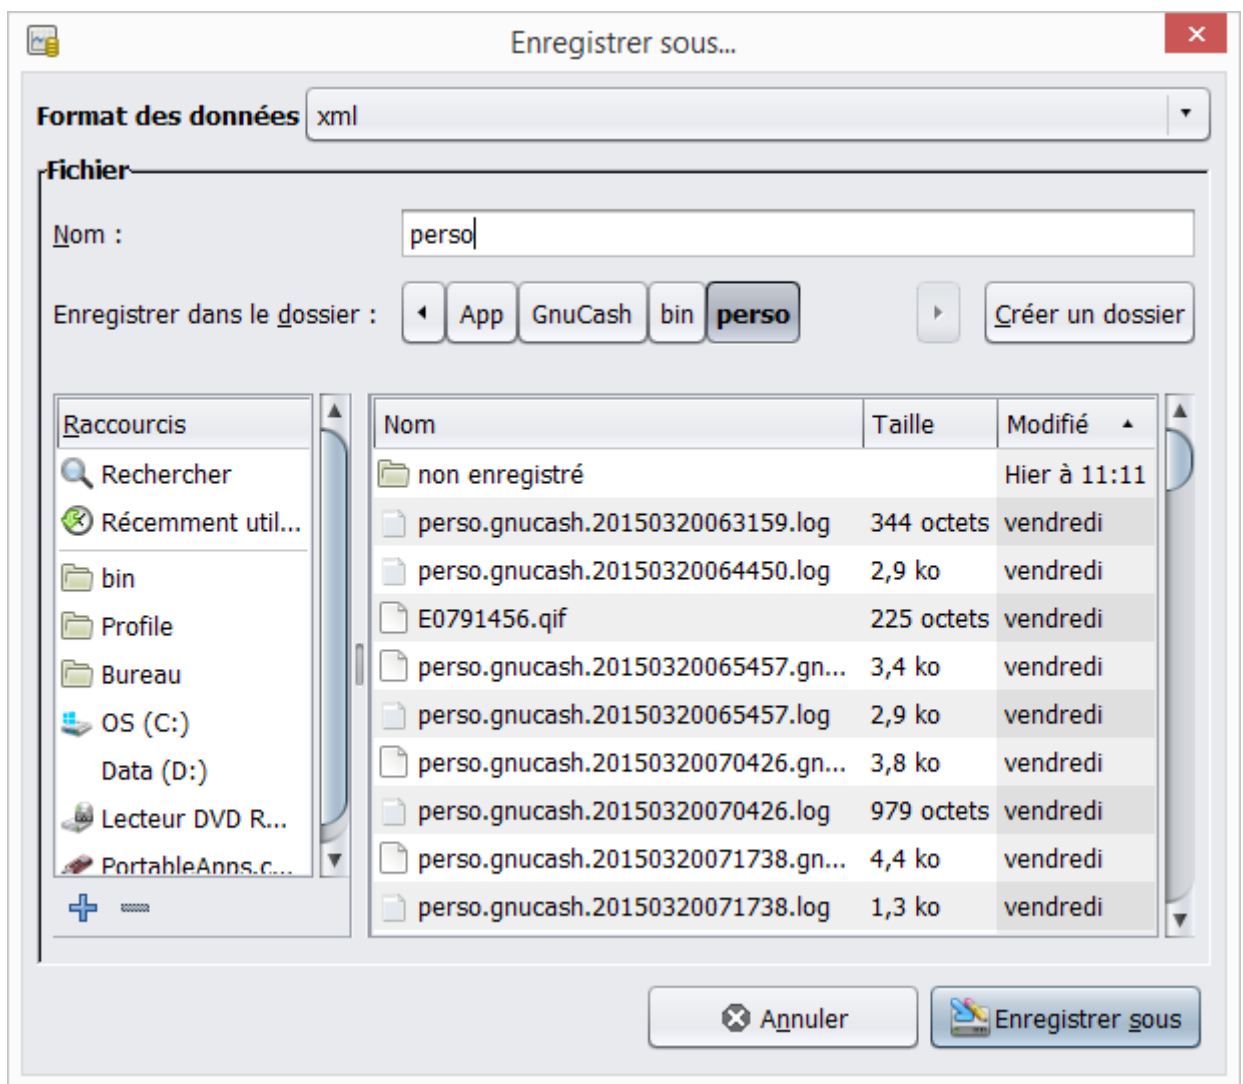 Enregistrer sous...
Format des données xml
Fichier
Nom : perso
Enregistrer dans le dossier : App GnuCash bin perso Créer un dossier
Raccourcis
Rechercher
Récemment util...
bin
Profile
Bureau
OS (C:)
Data (D:)
Lecteur DVD R...
PortableApps.c...
Nom Taille Modifié
non enregistré Hier à 11:11
perso.gnucash.20150320063159.log 344 octets vendredi
perso.gnucash.20150320064450.log 2,9 ko vendredi
E0791456.qif 225 octets vendredi
perso.gnucash.20150320065457.gn... 3,4 ko vendredi
perso.gnucash.20150320065457.log 2,9 ko vendredi
perso.gnucash.20150320070426.gn... 3,8 ko vendredi
perso.gnucash.20150320070426.log 979 octets vendredi
perso.gnucash.20150320071738.gn... 4,4 ko vendredi
perso.gnucash.20150320071738.log 1,3 ko vendredi
Annuler Enregistrer sous